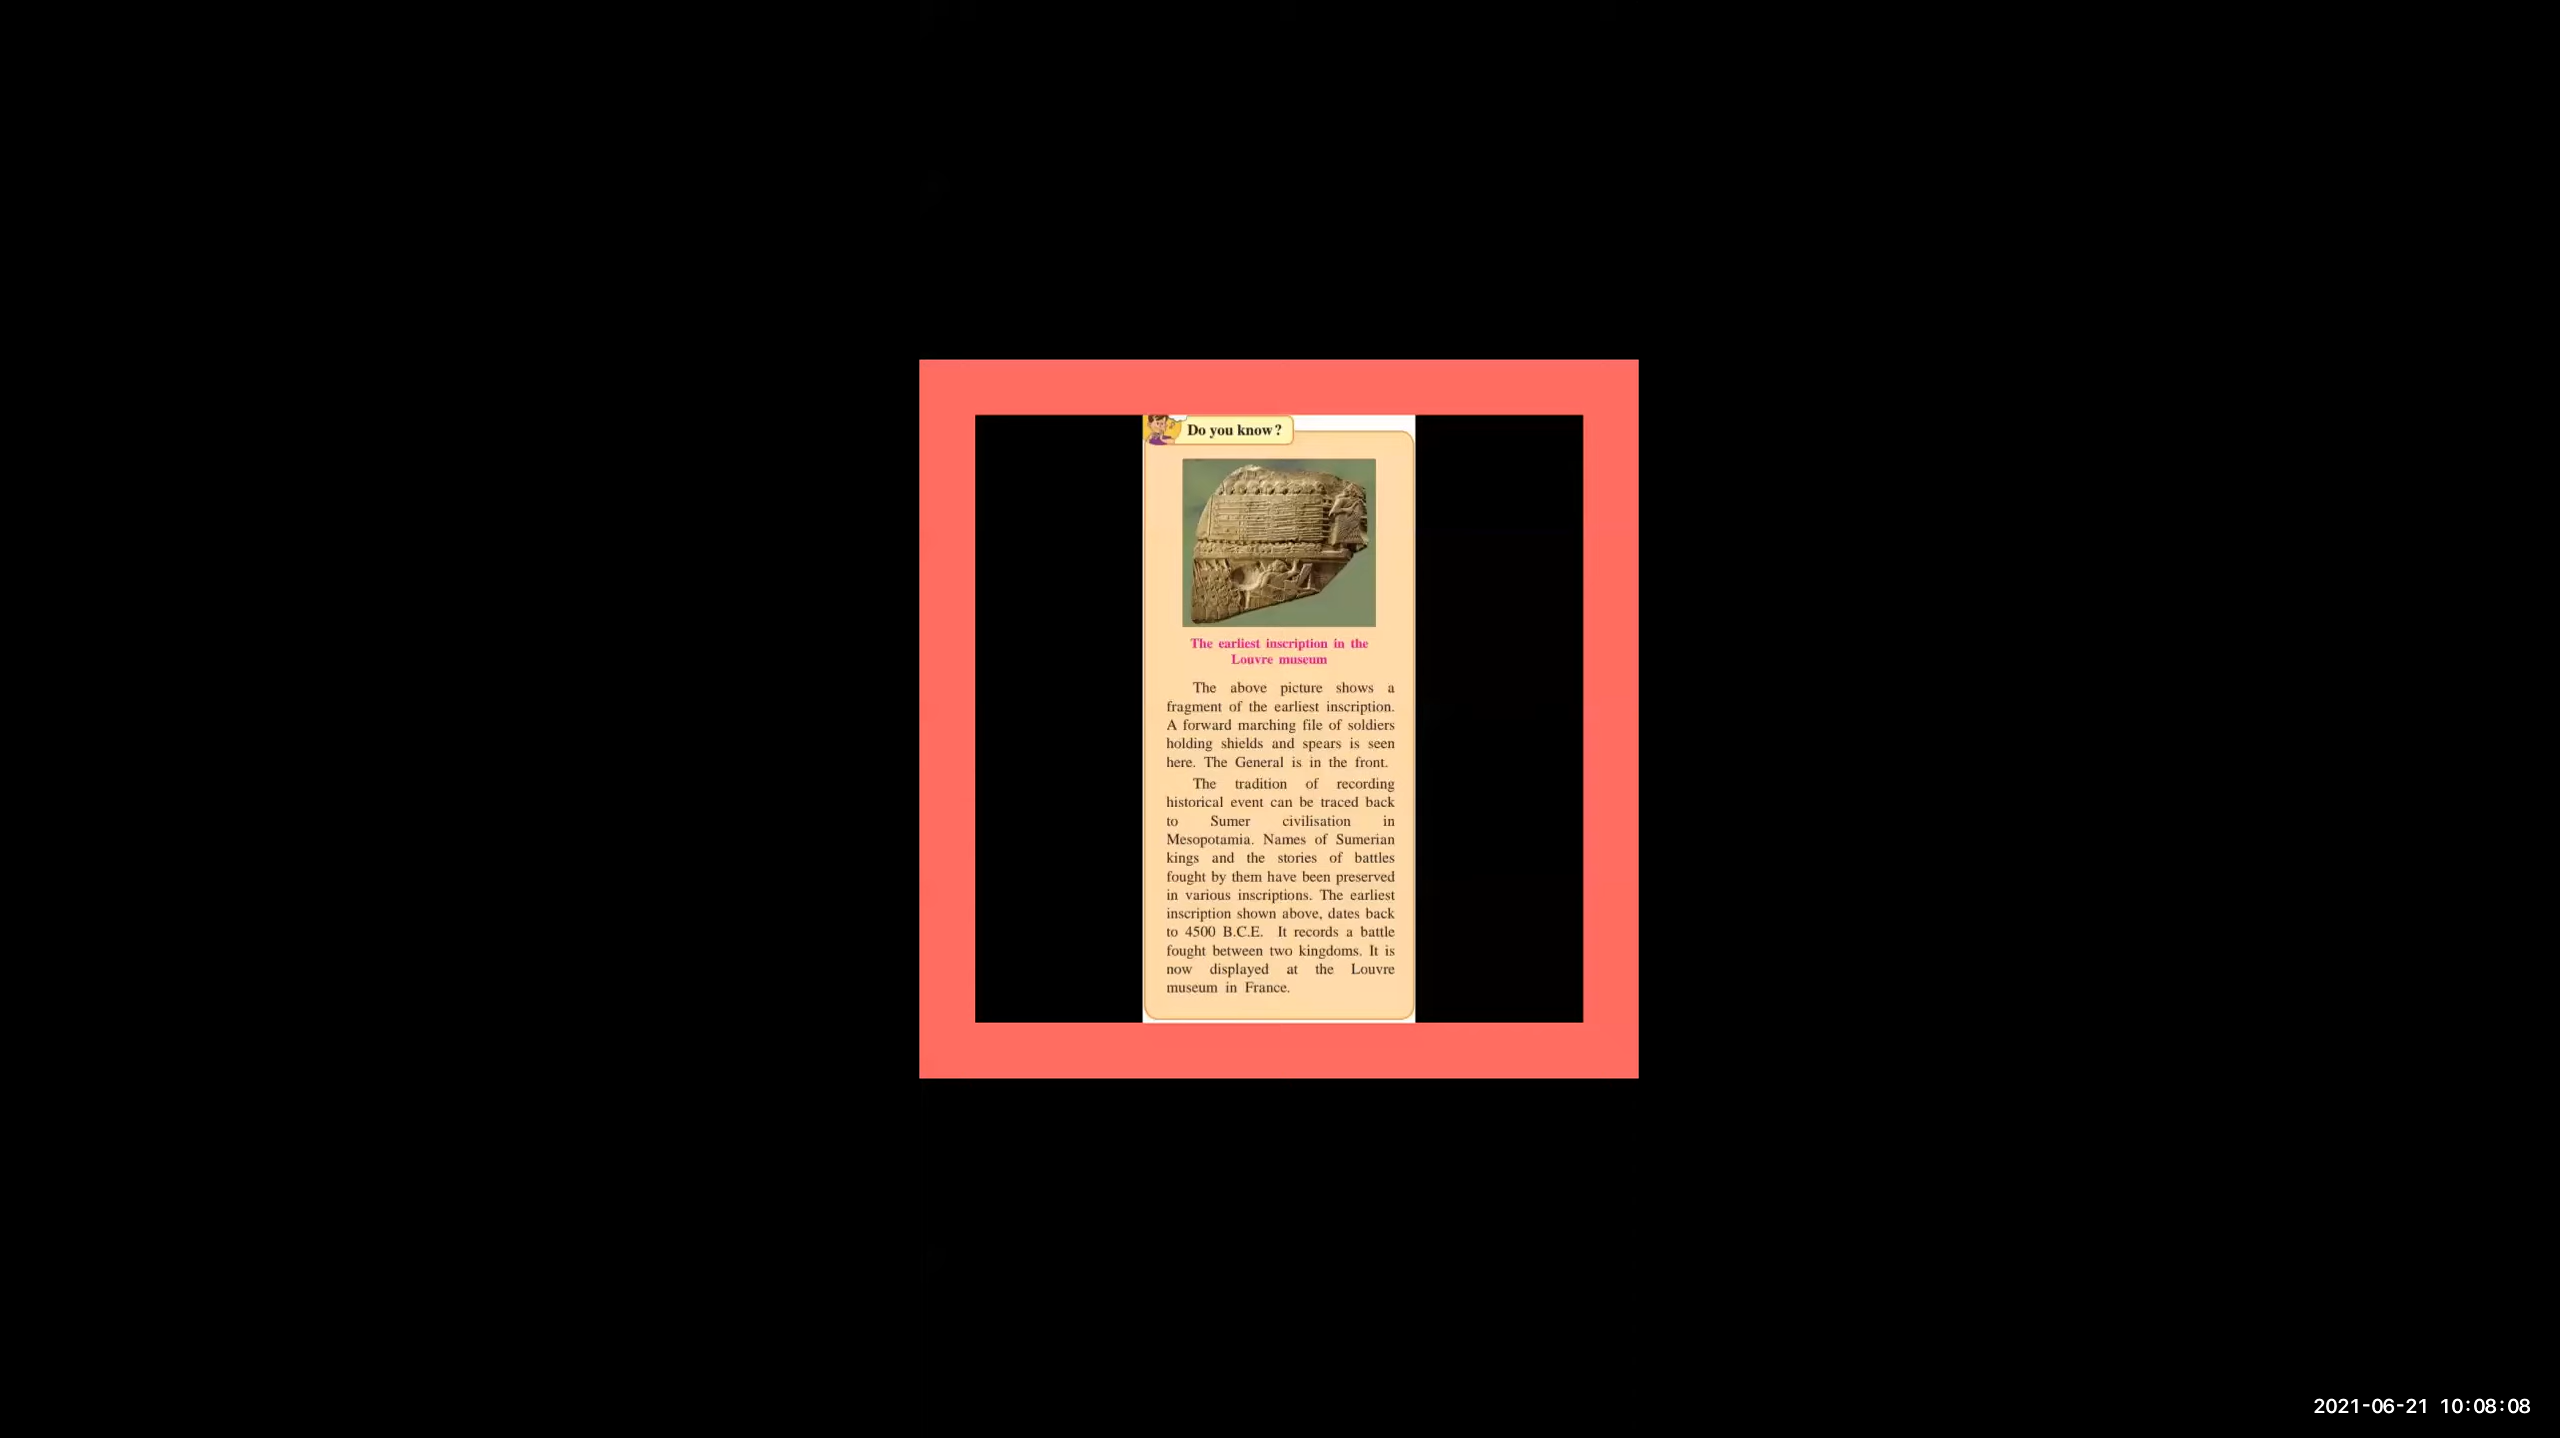 Do you know?
The earliest inscription in the
Louvre museum
The above picture shows a
fragment of the earliest inscription.
A forward marching file of soldiers
holding shields and spears is seen
here. The General is in the front.
The tradition of recording
historical event can be traced back
to Sumer civilisation in
Mesopotamia. Names of Sumerian
kings and the stories of battles
fought by them have been preserved
in various inscriptions. The earliest
inscription shown above, dates back
to 4500 B.C.E. It records a battle
fought between two kingdoms. It is
now displayed at the Louvre
museum in France.
2021-06-21 10:08:08